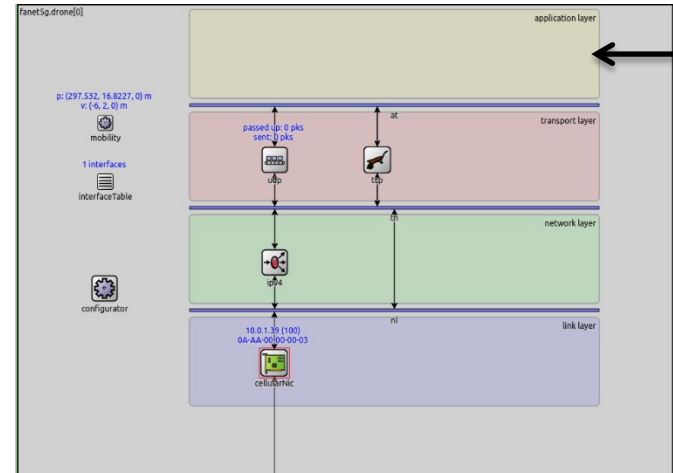 fanet5g.drone[0]
application layer
p: (297.532, 16.8227, 0) m
v: (-6, 2, 0) m
mobility
at
transport layer
passed up: 0 pks
sent: 0 pks
udp
tcp
1 interfaces
interfaceTable
tn
network layer
ipv4
configurator
nl
link layer
10.0.1.39 (100)
0A-AA-00-00-00-03
cellularNic